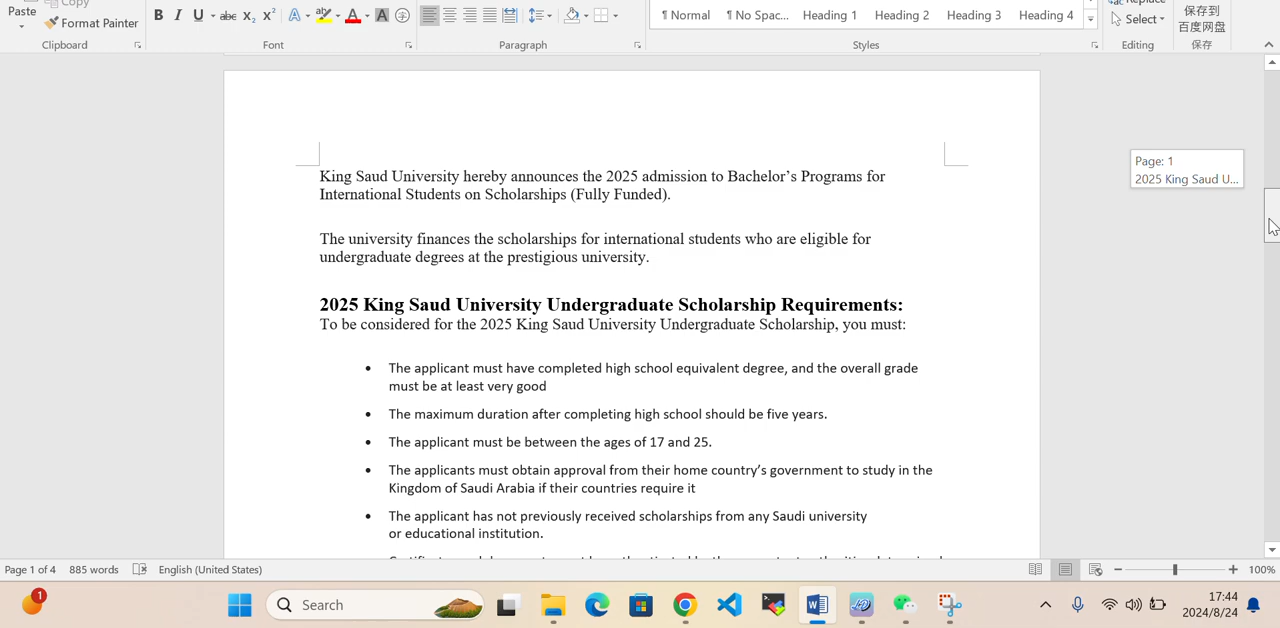 Copy
Replace
保存到
Paste
Format Painter
B I U abc X₂ X² A A A
¶ Normal ¶ No Spac... Heading 1 Heading 2 Heading 3 Heading 4
Select
百度网盘
Clipboard Font Paragraph Styles Editing 保存
Page: 1
2025 King Saud U...
King Saud University hereby announces the 2025 admission to Bachelor’s Programs for
International Students on Scholarships (Fully Funded).
The university finances the scholarships for international students who are eligible for
undergraduate degrees at the prestigious university.
2025 King Saud University Undergraduate Scholarship Requirements:
To be considered for the 2025 King Saud University Undergraduate Scholarship, you must:
• The applicant must have completed high school equivalent degree, and the overall grade
must be at least very good
• The maximum duration after completing high school should be five years.
• The applicant must be between the ages of 17 and 25.
• The applicants must obtain approval from their home country’s government to study in the
Kingdom of Saudi Arabia if their countries require it
• The applicant has not previously received scholarships from any Saudi university
or educational institution.
Page 1 of 4 885 words English (United States) 100%
1 Search 17:44
2024/8/24